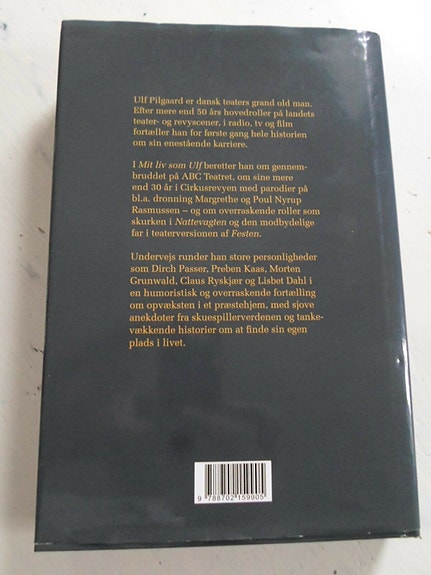 Ulf Pilgaard er dansk teaters grand old man.
Efter mere end 50 års hovedroller på landets
teater- og revyscener, i radio, tv og film
fortæller han for første gang hele historien
om sin enestående karriere.
I Mit liv som Ulf beretter han om gennem-
bruddet på ABC Teatret, om sine mere
end 30 år i Cirkusrevyen med parodier på
bl.a. dronning Margrethe og Poul Nyrup
Rasmussen – og om overraskende roller som
skurken i Nattevagten og den modbydelige
far i teaterversionen af Festen.
Undervejs runder han store personligheder
som Dirch Passer, Preben Kaas, Morten
Grunwald, Claus Ryskjær og Lisbet Dahl i
en humoristisk og overraskende fortælling
om opvæksten i et præstehjem, med sjove
anekdoter fra skuespillerverdenen og tanke-
vækkende historier om at finde sin egen
plads i livet.
9 788702 159905